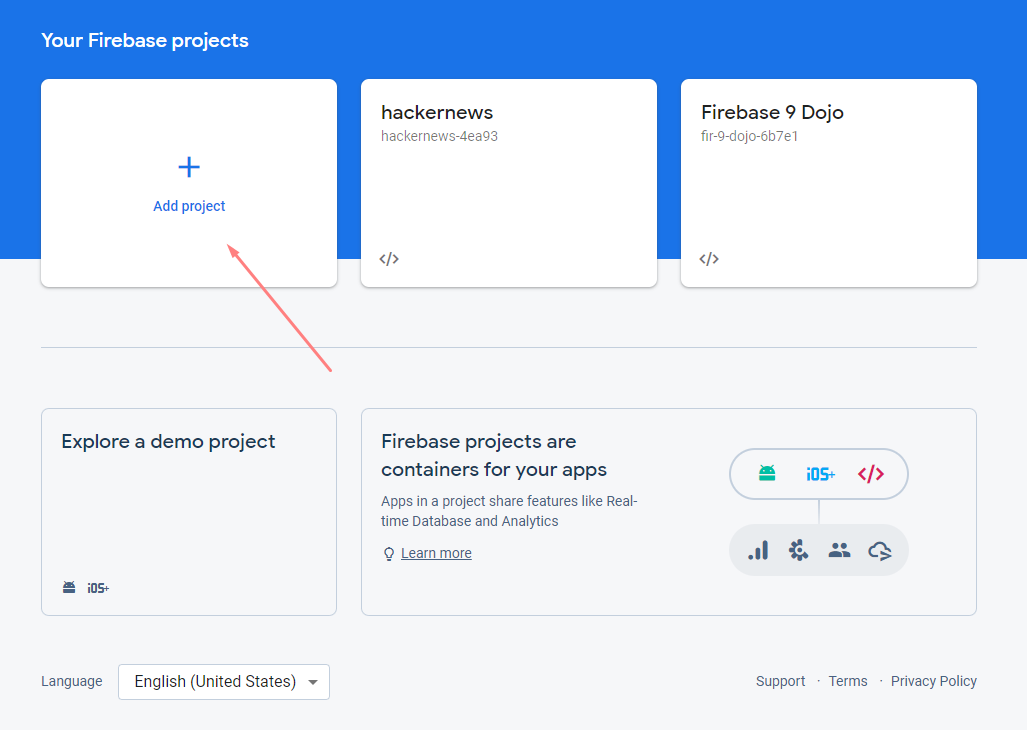 Your Firebase projects
Add project
hackernews
hackernews-4ea93
</>
Firebase 9 Dojo
fir-9-dojo-6b7e1
</>
Explore a demo project
iOS+
Firebase projects are
containers for your apps
Apps in a project share features like Real-
time Database and Analytics
Learn more
iOS+ </>
Language English (United States)
Support · Terms · Privacy Policy